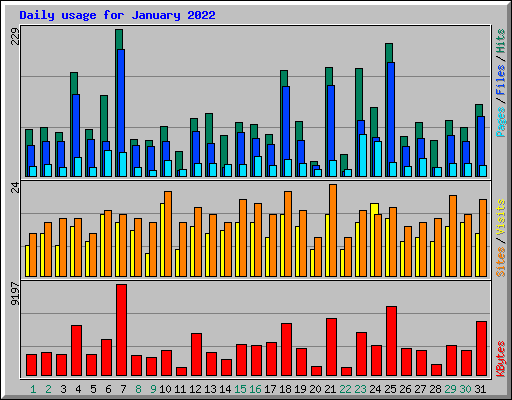 Daily usage for January 2022
229
Pages / Files / Hits
24
Sites / Visits
9197
KBytes
1 2 3 4 5 6 7 8 9 10 11 12 13 14 15 16 17 18 19 20 21 22 23 24 25 26 27 28 29 30 31